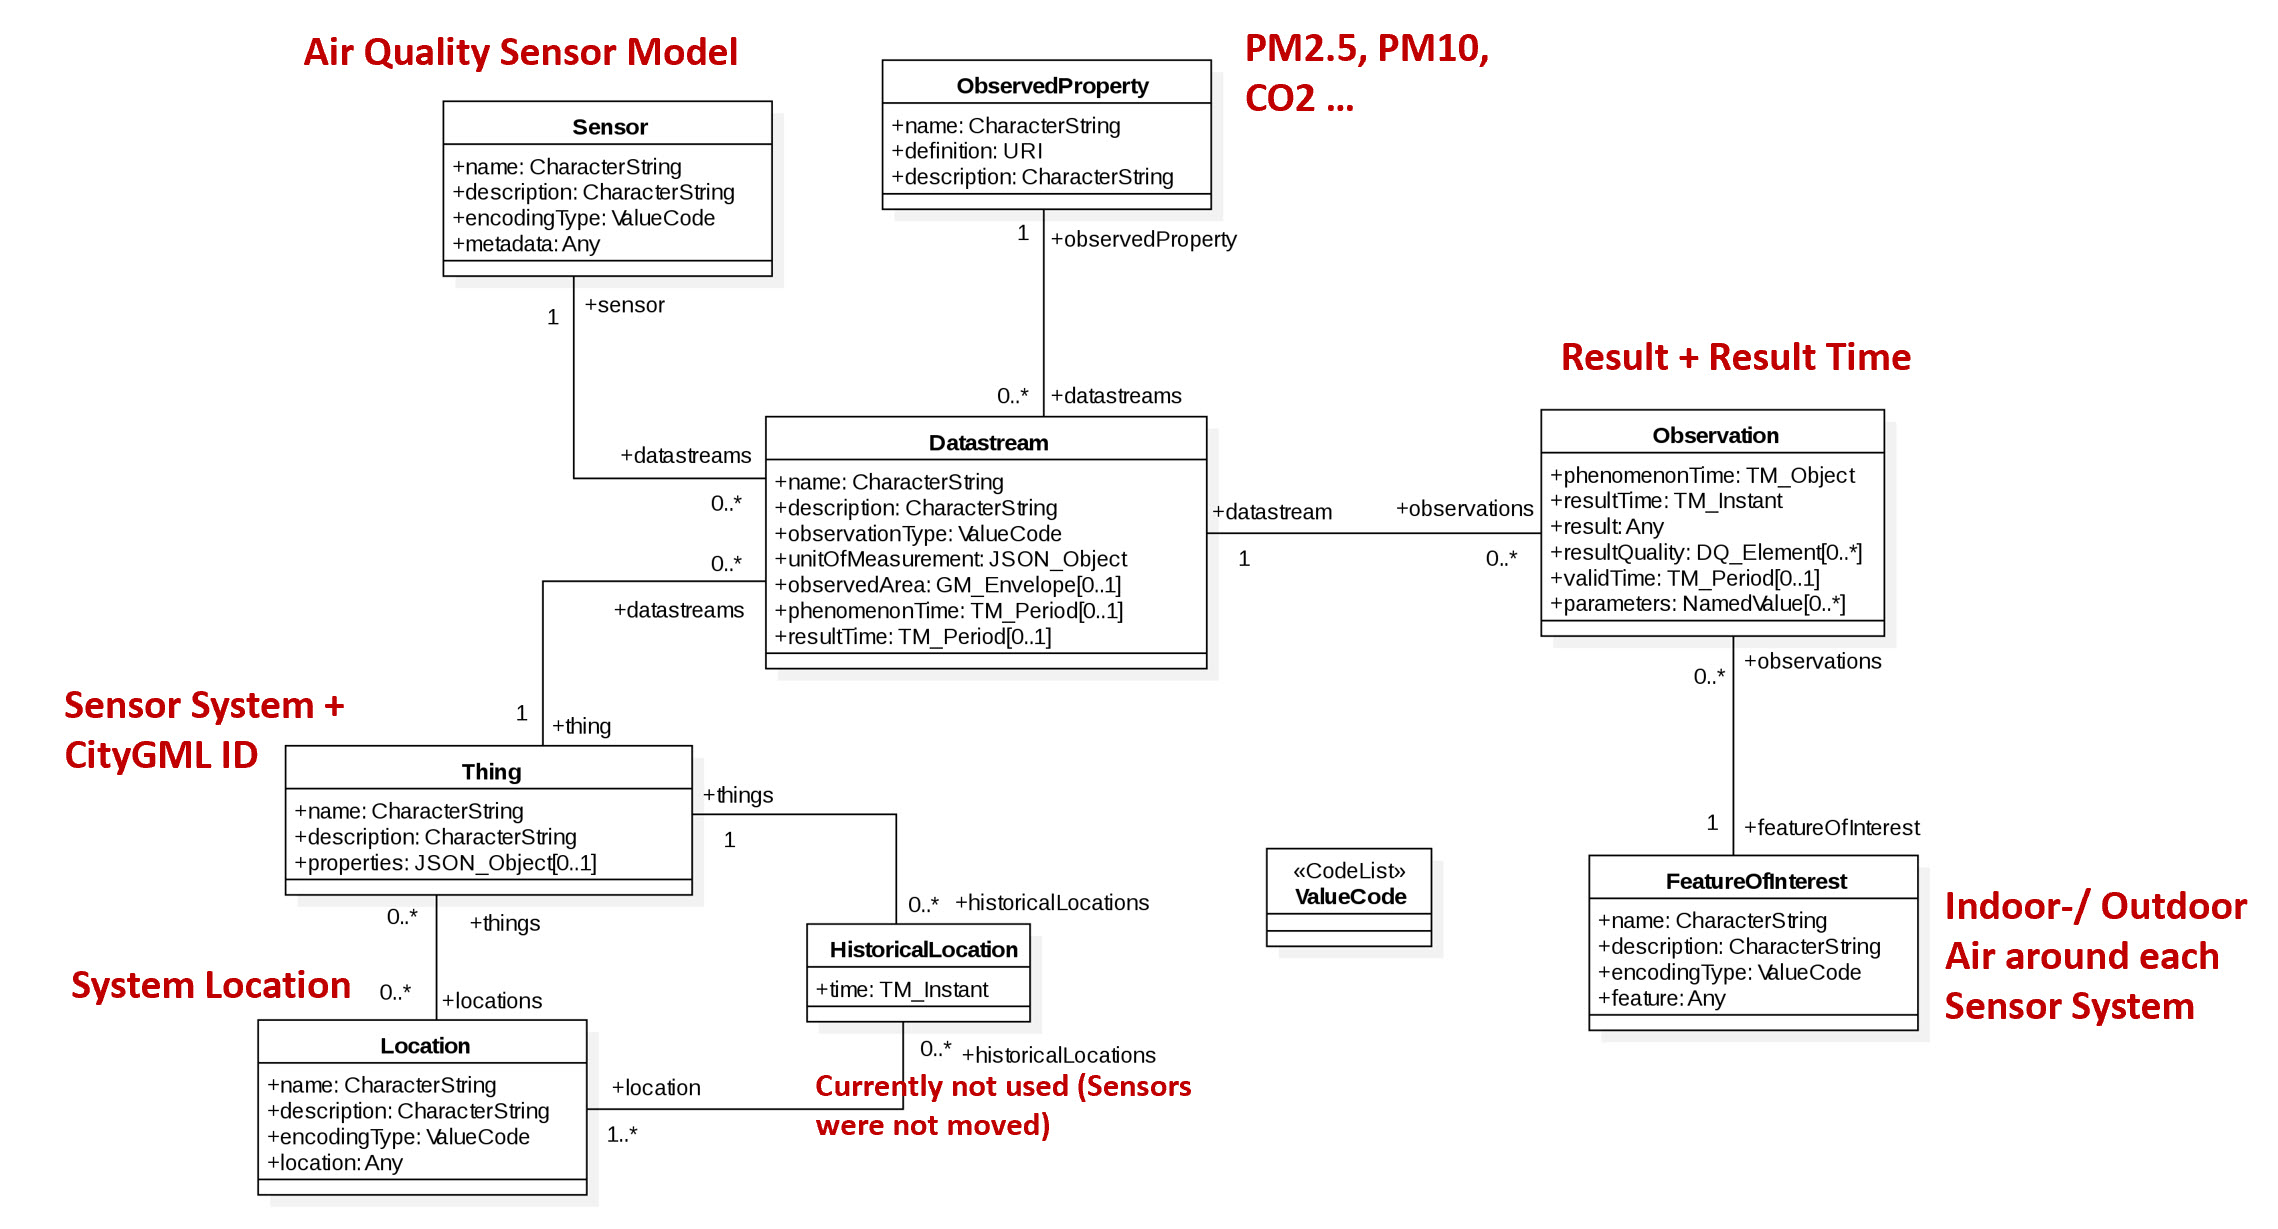 Air Quality Sensor Model
PM2.5, PM10,
CO2 ...
Sensor
+name: CharacterString
+description: CharacterString
+encodingType: ValueCode
+metadata: Any
ObservedProperty
+name: CharacterString
+definition: URI
+description: CharacterString
1
+observedProperty
1
+sensor
0..*
+datastreams
+datastreams
0..*
Result + Result Time
Datastream
+name: CharacterString
+description: CharacterString
+observationType: ValueCode
+unitOfMeasurement: JSON_Object
+observedArea: GM_Envelope[0..1]
+phenomenonTime: TM_Period[0..1]
+resultTime: TM_Period[0..1]
+datastream
1
+observations
0..*
Observation
+phenomenonTime: TM_Object
+resultTime: TM_Instant
+result: Any
+resultQuality: DQ_Element[0..*]
+validTime: TM_Period[0..1]
+parameters: NamedValue[0..*]
0..*
+datastreams
0..*
+observations
Sensor System +
CityGML ID
1
+thing
Thing
+name: CharacterString
+description: CharacterString
+properties: JSON_Object[0..1]
+things
1
1
+featureOfInterest
«CodeList»
ValueCode
FeatureOfInterest
+name: CharacterString
+description: CharacterString
+encodingType: ValueCode
+feature: Any
Indoor-/ Outdoor
Air around each
Sensor System
0..*
+things
0..*
+historicalLocations
HistoricalLocation
+time: TM_Instant
System Location
0..*
+locations
0..*
+historicalLocations
Location
+name: CharacterString
+description: CharacterString
+encodingType: ValueCode
+location: Any
+location
1..*
Currently not used (Sensors
were not moved)